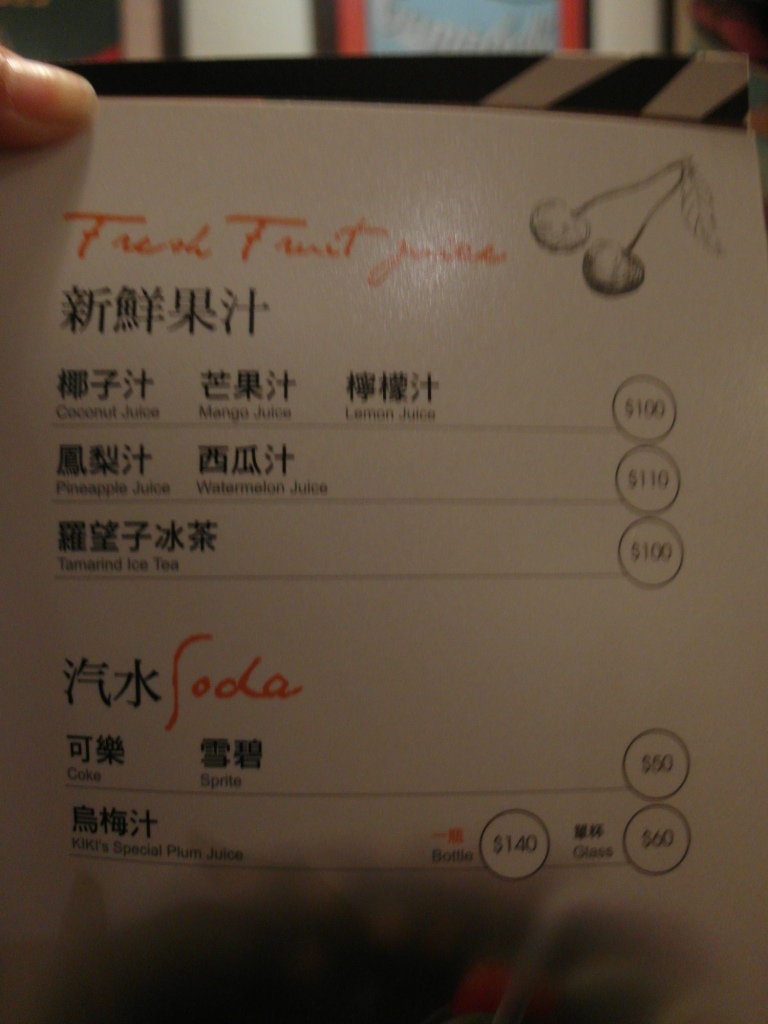 Fresh Fruit juice
新鮮果汁
椰子汁 芒果汁 檸檬汁
Coconut Juice Mango Juice Lemon Juice $100
鳳梨汁 西瓜汁
Pineapple Juice Watermelon Juice $110
羅望子冰茶
Tamarind Ice Tea $100
汽水 Soda
可樂 雪碧
Coke Sprite $50
烏梅汁 一瓶 單杯
KIKI's Special Plum Juice Bottle $140 Glass $60